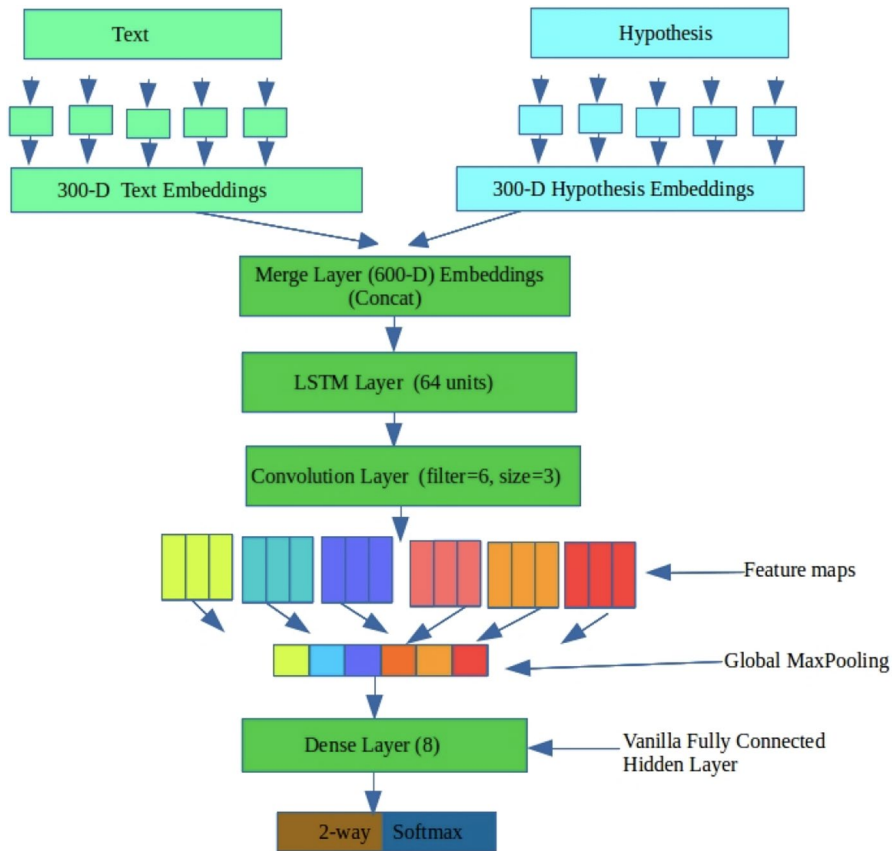 Text
Hypothesis
300-D Text Embeddings
300-D Hypothesis Embeddings
Merge Layer (600-D) Embeddings
(Concat)
LSTM Layer (64 units)
Convolution Layer (filter=6, size=3)
Feature maps
Global MaxPooling
Dense Layer (8)
Vanilla Fully Connected
Hidden Layer
2-way Softmax